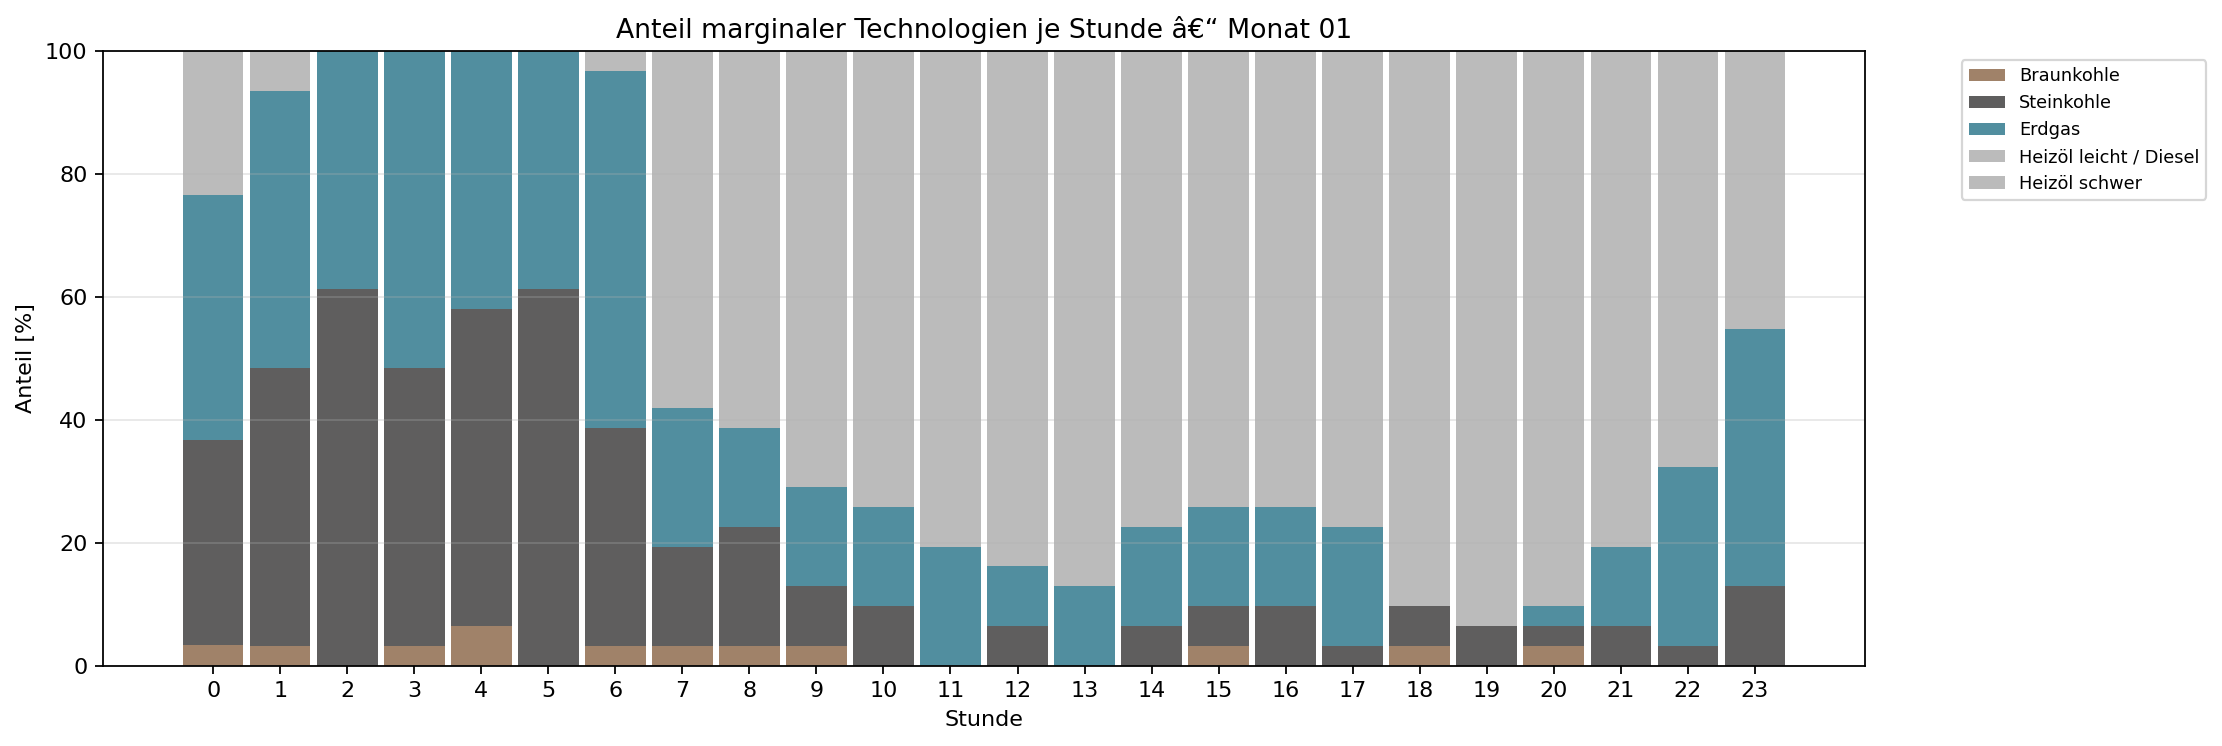 Anteil marginaler Technologien je Stunde â€“ Monat 01
Anteil [%]
100
80
60
40
20
0
0 1 2 3 4 5 6 7 8 9 10 11 12 13 14 15 16 17 18 19 20 21 22 23
Stunde
Braunkohle
Steinkohle
Erdgas
Heizöl leicht / Diesel
Heizöl schwer